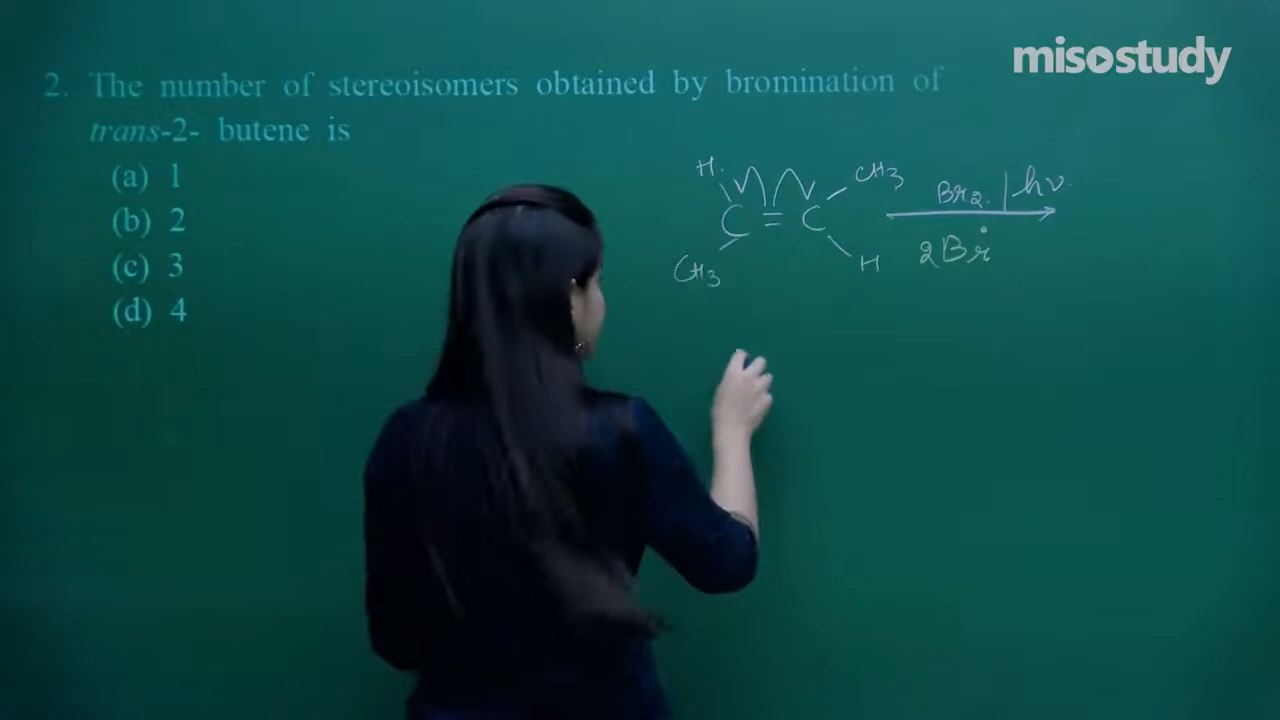 misostudy
2. The number of stereoisomers obtained by bromination of
trans-2- butene is
(a) 1
(b) 2
(c) 3
(d) 4
H CH3
C = C
CH3 H
Br2 | hν
2Br•